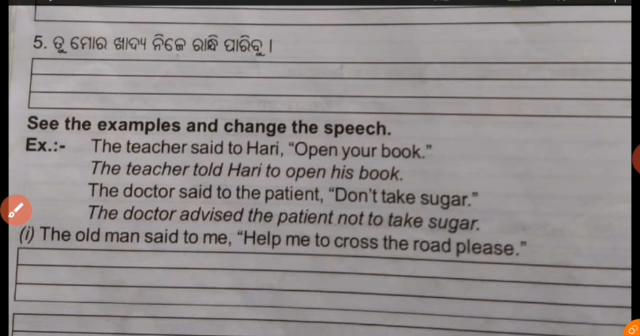 5. ତୁ ମୋର ଖାଦ୍ୟ ନିଜେ ରାନ୍ଧି ପାରିବୁ ।
See the examples and change the speech.
Ex.:- The teacher said to Hari, “Open your book.”
The teacher told Hari to open his book.
The doctor said to the patient, “Don't take sugar.”
The doctor advised the patient not to take sugar.
(i) The old man said to me, “Help me to cross the road please.”